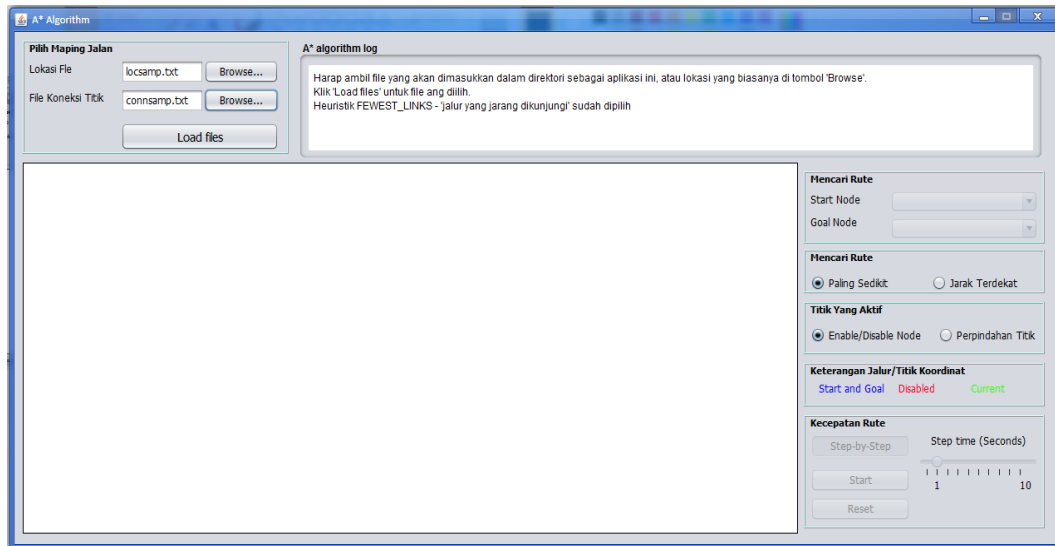 A* Algorithm
Pilih Maping Jalan
Lokasi Fle
locsamp.txt
Browse...
File Koneksi Titik
connsamp.txt
Browse...
Load files
A* algorithm log
Harap ambil file yang akan dimasukkan dalam direktori sebagai aplikasi ini, atau lokasi yang biasanya di tombol 'Browse'.
Klik 'Load files' untuk file ang diilih.
Heuristik FEWEST_LINKS - 'jalur yang jarang dikunjungi' sudah dipilih
Mencari Rute
Start Node
Goal Node
Mencari Rute
Paling Sedikit
Jarak Terdekat
Titik Yang Aktif
Enable/Disable Node
Perpindahan Titik
Keterangan Jalur/Titik Koordinat
Start and Goal
Disabled
Current
Kecepatan Rute
Step-by-Step
Step time (Seconds)
Start
1
10
Reset